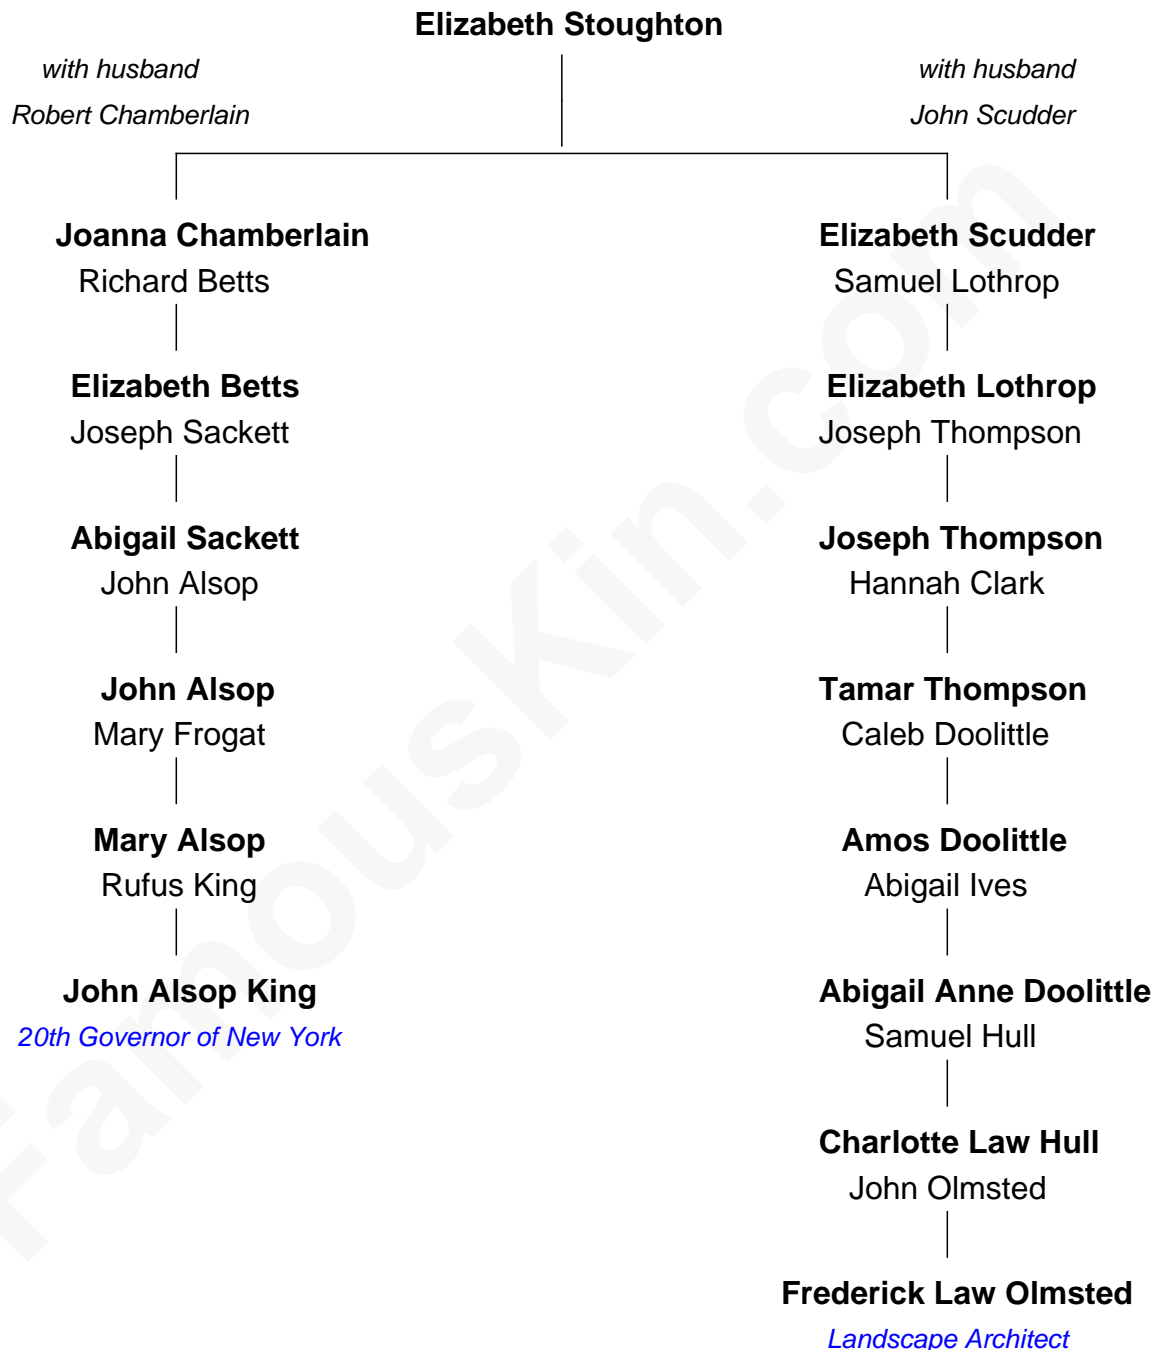 Elizabeth Stoughton
with husband
Robert Chamberlain
with husband
John Scudder
Joanna Chamberlain
Richard Betts
Elizabeth Betts
Joseph Sackett
Abigail Sackett
John Alsop
John Alsop
Mary Frogat
Mary Alsop
Rufus King
John Alsop King
20th Governor of New York
Elizabeth Scudder
Samuel Lothrop
Elizabeth Lothrop
Joseph Thompson
Joseph Thompson
Hannah Clark
Tamar Thompson
Caleb Doolittle
Amos Doolittle
Abigail Ives
Abigail Anne Doolittle
Samuel Hull
Charlotte Law Hull
John Olmsted
Frederick Law Olmsted
Landscape Architect
FamousKin.com